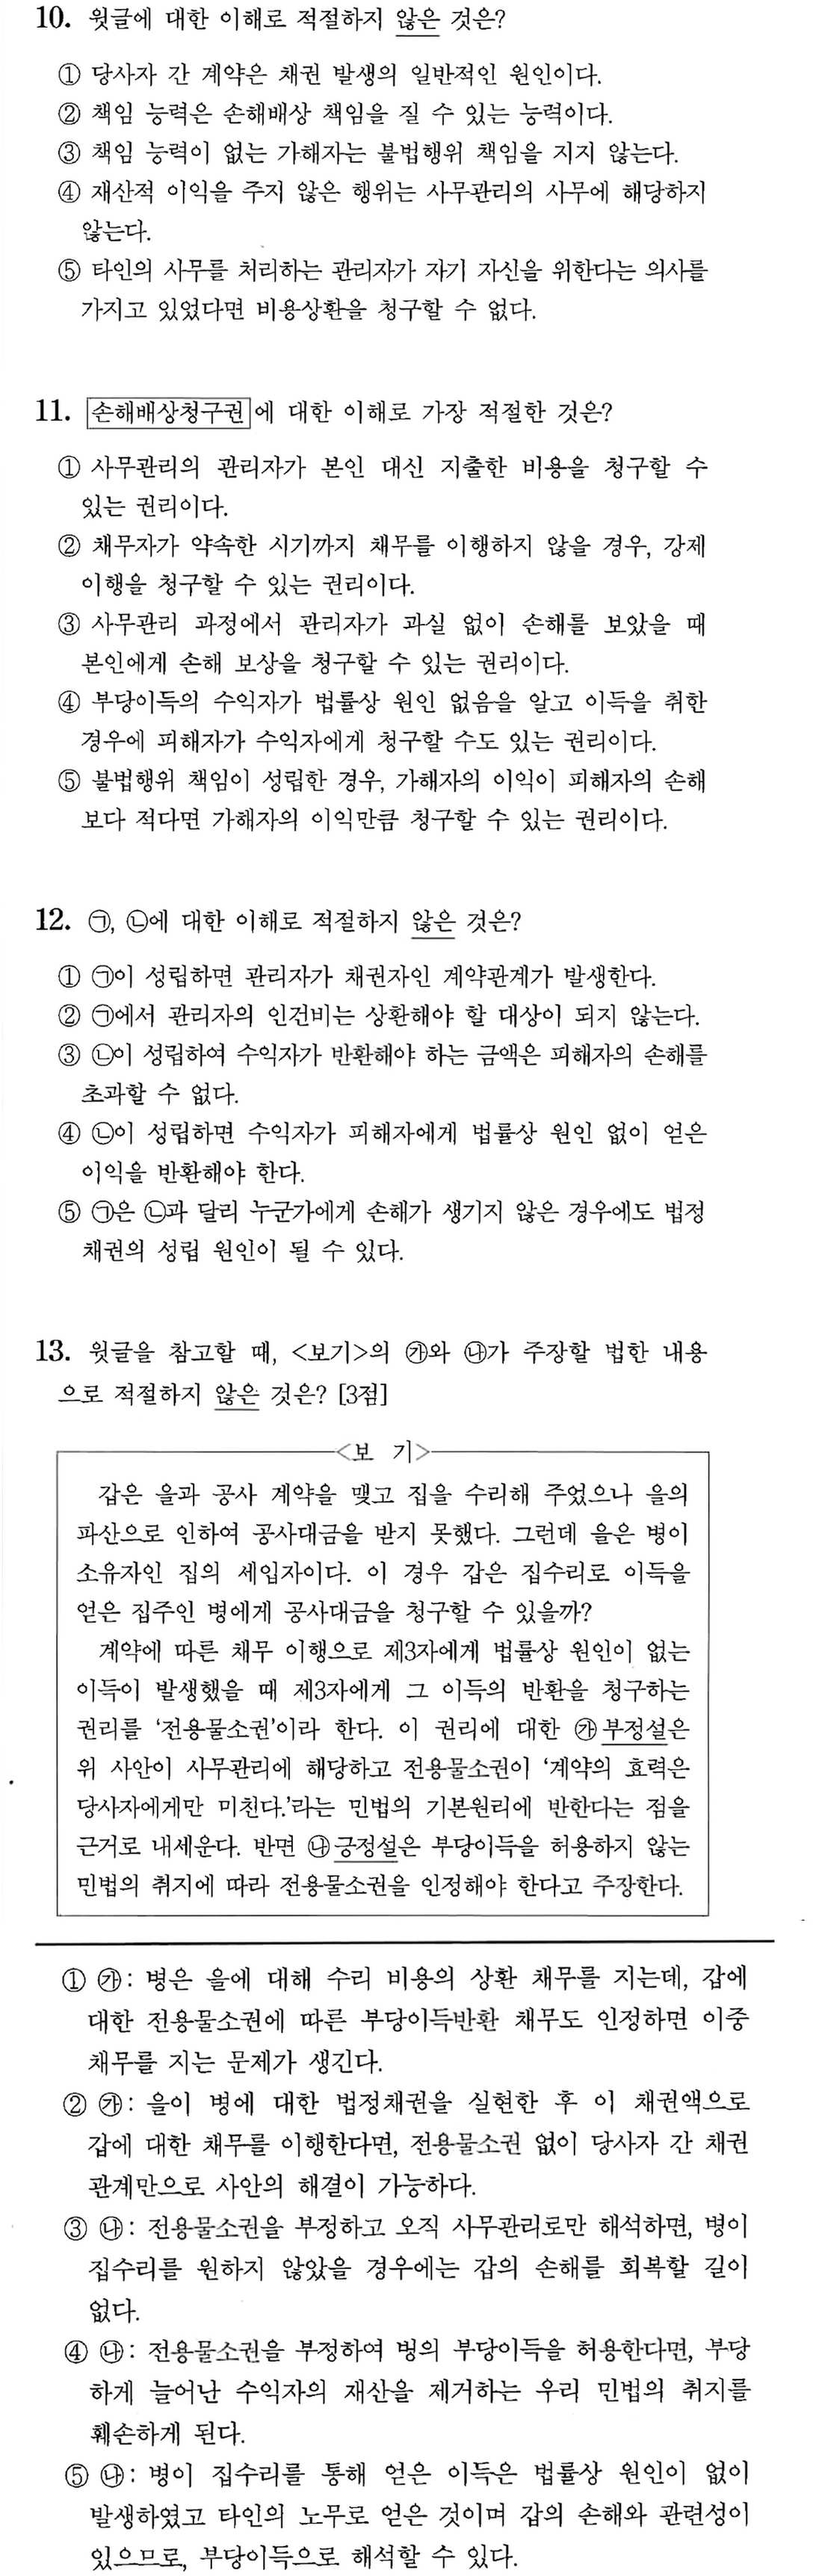 10. 윗글에 대한 이해로 적절하지 않은 것은?
① 당사자 간 계약은 채권 발생의 일반적인 원인이다.
② 책임 능력은 손해배상 책임을 질 수 있는 능력이다.
③ 책임 능력이 없는 가해자는 불법행위 책임을 지지 않는다.
④ 재산적 이익을 주지 않은 행위는 사무관리의 사무에 해당하지
않는다.
⑤ 타인의 사무를 처리하는 관리자가 자기 자신을 위한다는 의사를
가지고 있었다면 비용상환을 청구할 수 없다.
11. 손해배상청구권에 대한 이해로 가장 적절한 것은?
① 사무관리의 관리자가 본인 대신 지출한 비용을 청구할 수
있는 권리이다.
② 채무자가 약속한 시기까지 채무를 이행하지 않을 경우, 강제
이행을 청구할 수 있는 권리이다.
③ 사무관리 과정에서 관리자가 과실 없이 손해를 보았을 때
본인에게 손해 보상을 청구할 수 있는 권리이다.
④ 부당이득의 수익자가 법률상 원인 없음을 알고 이득을 취한
경우에 피해자가 수익자에게 청구할 수도 있는 권리이다.
⑤ 불법행위 책임이 성립한 경우, 가해자의 이익이 피해자의 손해
보다 적다면 가해자의 이익만큼 청구할 수 있는 권리이다.
12. ㉠, ㉡에 대한 이해로 적절하지 않은 것은?
① ㉠이 성립하면 관리자가 채권자인 계약관계가 발생한다.
② ㉠에서 관리자의 인건비는 상환해야 할 대상이 되지 않는다.
③ ㉡이 성립하여 수익자가 반환해야 하는 금액은 피해자의 손해를
초과할 수 없다.
④ ㉡이 성립하면 수익자가 피해자에게 법률상 원인 없이 얻은
이익을 반환해야 한다.
⑤ ㉠은 ㉡과 달리 누군가에게 손해가 생기지 않은 경우에도 법정
채권의 성립 원인이 될 수 있다.
13. 윗글을 참고할 때, <보기>의 ㉮와 ㉯가 주장할 법한 내용
으로 적절하지 않은 것은? [3점]
<보 기>
갑은 을과 공사 계약을 맺고 집을 수리해 주었으나 을의
파산으로 인하여 공사대금을 받지 못했다. 그런데 을은 병이
소유자인 집의 세입자이다. 이 경우 갑은 집수리로 이득을
얻은 집주인 병에게 공사대금을 청구할 수 있을까?
계약에 따른 채무 이행으로 제3자에게 법률상 원인이 없는
이득이 발생했을 때 제3자에게 그 이득의 반환을 청구하는
권리를 ‘전용물소권’이라 한다. 이 권리에 대한 ㉮부정설은
위 사안이 사무관리에 해당하고 전용물소권이 ‘계약의 효력은
당사자에게만 미친다.’라는 민법의 기본원리에 반한다는 점을
근거로 내세운다. 반면 ㉯긍정설은 부당이득을 허용하지 않는
민법의 취지에 따라 전용물소권을 인정해야 한다고 주장한다.
① ㉮: 병은 을에 대해 수리 비용의 상환 채무를 지는데, 갑에
대한 전용물소권에 따른 부당이득반환 채무도 인정하면 이중
채무를 지는 문제가 생긴다.
② ㉮: 을이 병에 대한 법정채권을 실현한 후 이 채권액으로
갑에 대한 채무를 이행한다면, 전용물소권 없이 당사자 간 채권
관계만으로 사안의 해결이 가능하다.
③ ㉯: 전용물소권을 부정하고 오직 사무관리로만 해석하면, 병이
집수리를 원하지 않았을 경우에는 갑의 손해를 회복할 길이
없다.
④ ㉯: 전용물소권을 부정하여 병의 부당이득을 허용한다면, 부당
하게 늘어난 수익자의 재산을 제거하는 우리 민법의 취지를
훼손하게 된다.
⑤ ㉯: 병이 집수리를 통해 얻은 이득은 법률상 원인이 없이
발생하였고 타인의 노무로 얻은 것이며 갑의 손해와 관련성이
있으므로, 부당이득으로 해석할 수 있다.